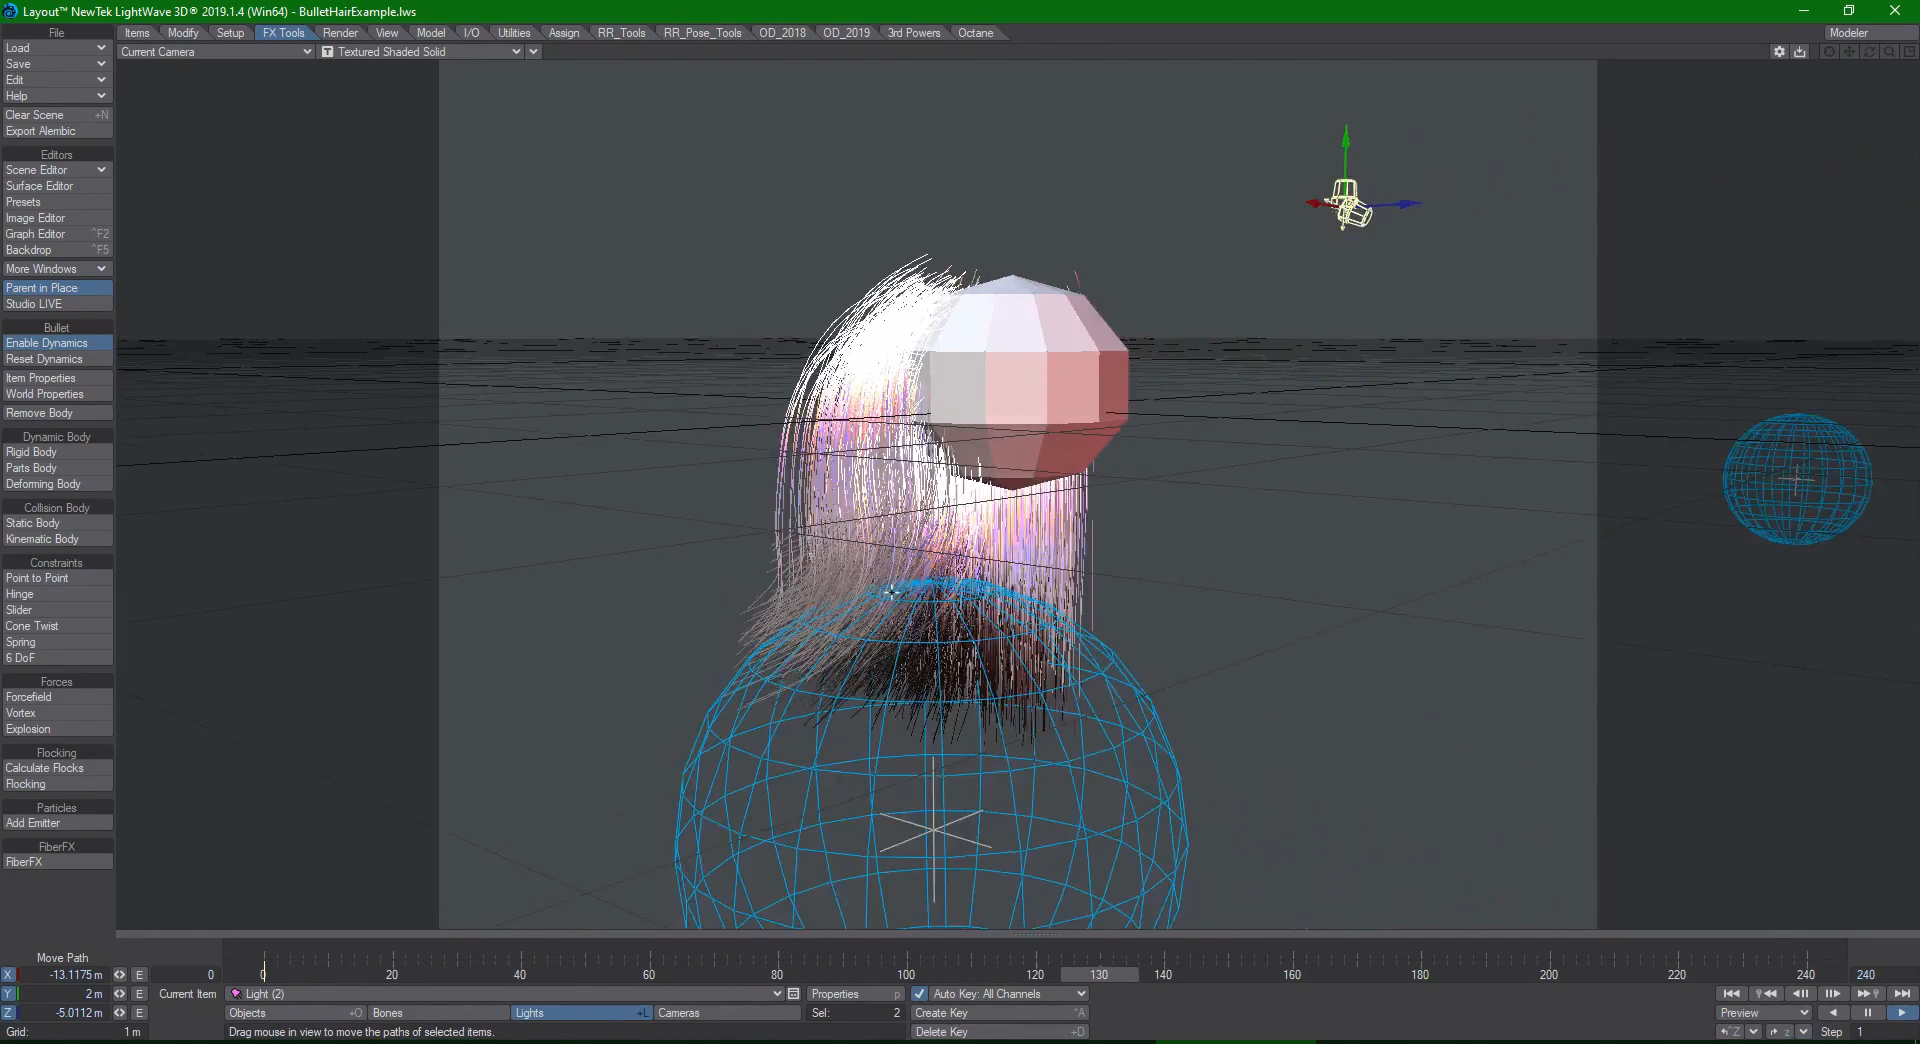 Layout™ NewTek LightWave 3D® 2019.1.4 (Win64) - BulletHairExample.lws
File Items Modify Setup FX Tools Render View Model I/O Utilities Assign RR_Tools RR_Pose_Tools OD_2018 OD_2019 3rd Powers Octane Modeler
Load Current Camera T Textured Shaded Solid
Save
Edit
Help
Clear Scene +N
Export Alembic
Editors
Scene Editor
Surface Editor
Presets
Image Editor
Graph Editor ^F2
Backdrop ^F5
More Windows
Parent in Place
Studio LIVE
Bullet
Enable Dynamics
Reset Dynamics
Item Properties
World Properties
Remove Body
Dynamic Body
Rigid Body
Parts Body
Deforming Body
Collision Body
Static Body
Kinematic Body
Constraints
Point to Point
Hinge
Slider
Cone Twist
Spring
6 DoF
Forces
Forcefield
Vortex
Explosion
Flocking
Calculate Flocks
Flocking
Particles
Add Emitter
FiberFX
FiberFX
Move Path
X -13.1175 m E 0 0 20 40 60 80 100 120 130 140 160 180 200 220 240 240
Y 2 m E Current Item Light (2) Properties p Auto Key: All Channels
Z -5.0112 m E Objects +O Bones Lights +L Cameras Sel: 2 Create Key ^A Preview
Grid: 1 m Drag mouse in view to move the paths of selected items. Delete Key +D Step 1